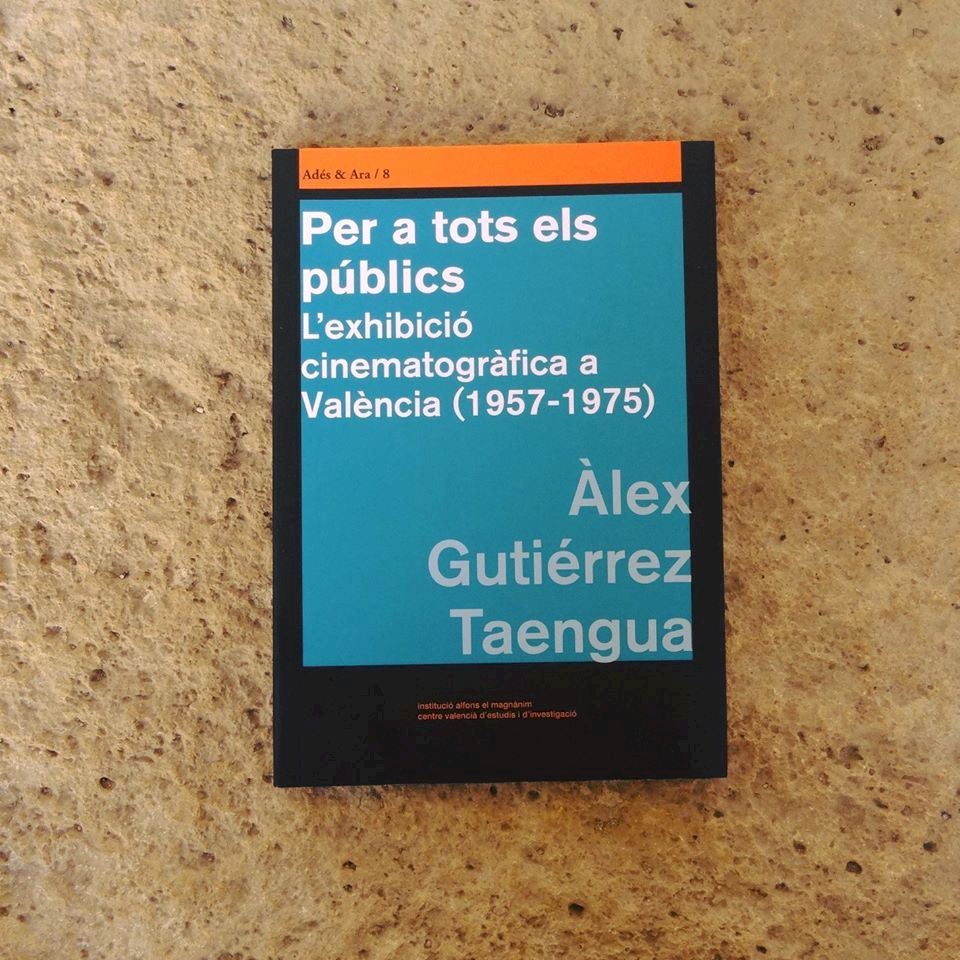 Adés & Ara / 8
Per a tots els
públics
L'exhibició
cinematogràfica a
València (1957-1975)
Àlex
Gutiérrez
Taengua
institució alfons el magnànim
centre valencià d'estudis i d'investigació